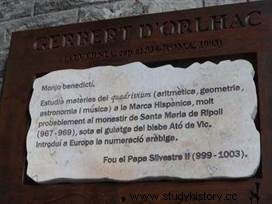 GERBERT D'ORLHAC
Monjo benedictí.
Estudià matèries del quadrivium (aritmètica, geometria,
astronomia i música) a la Marca Hispànica, molt
probablement al monestir de Santa Maria de Ripoll
(967-969), sota el guiatge del bisbe Ató de Vic.
Introduí a Europa la numeració aràbiga.
Fou el Papa Silvestre II (999-1003).
www.studyhistory.cc